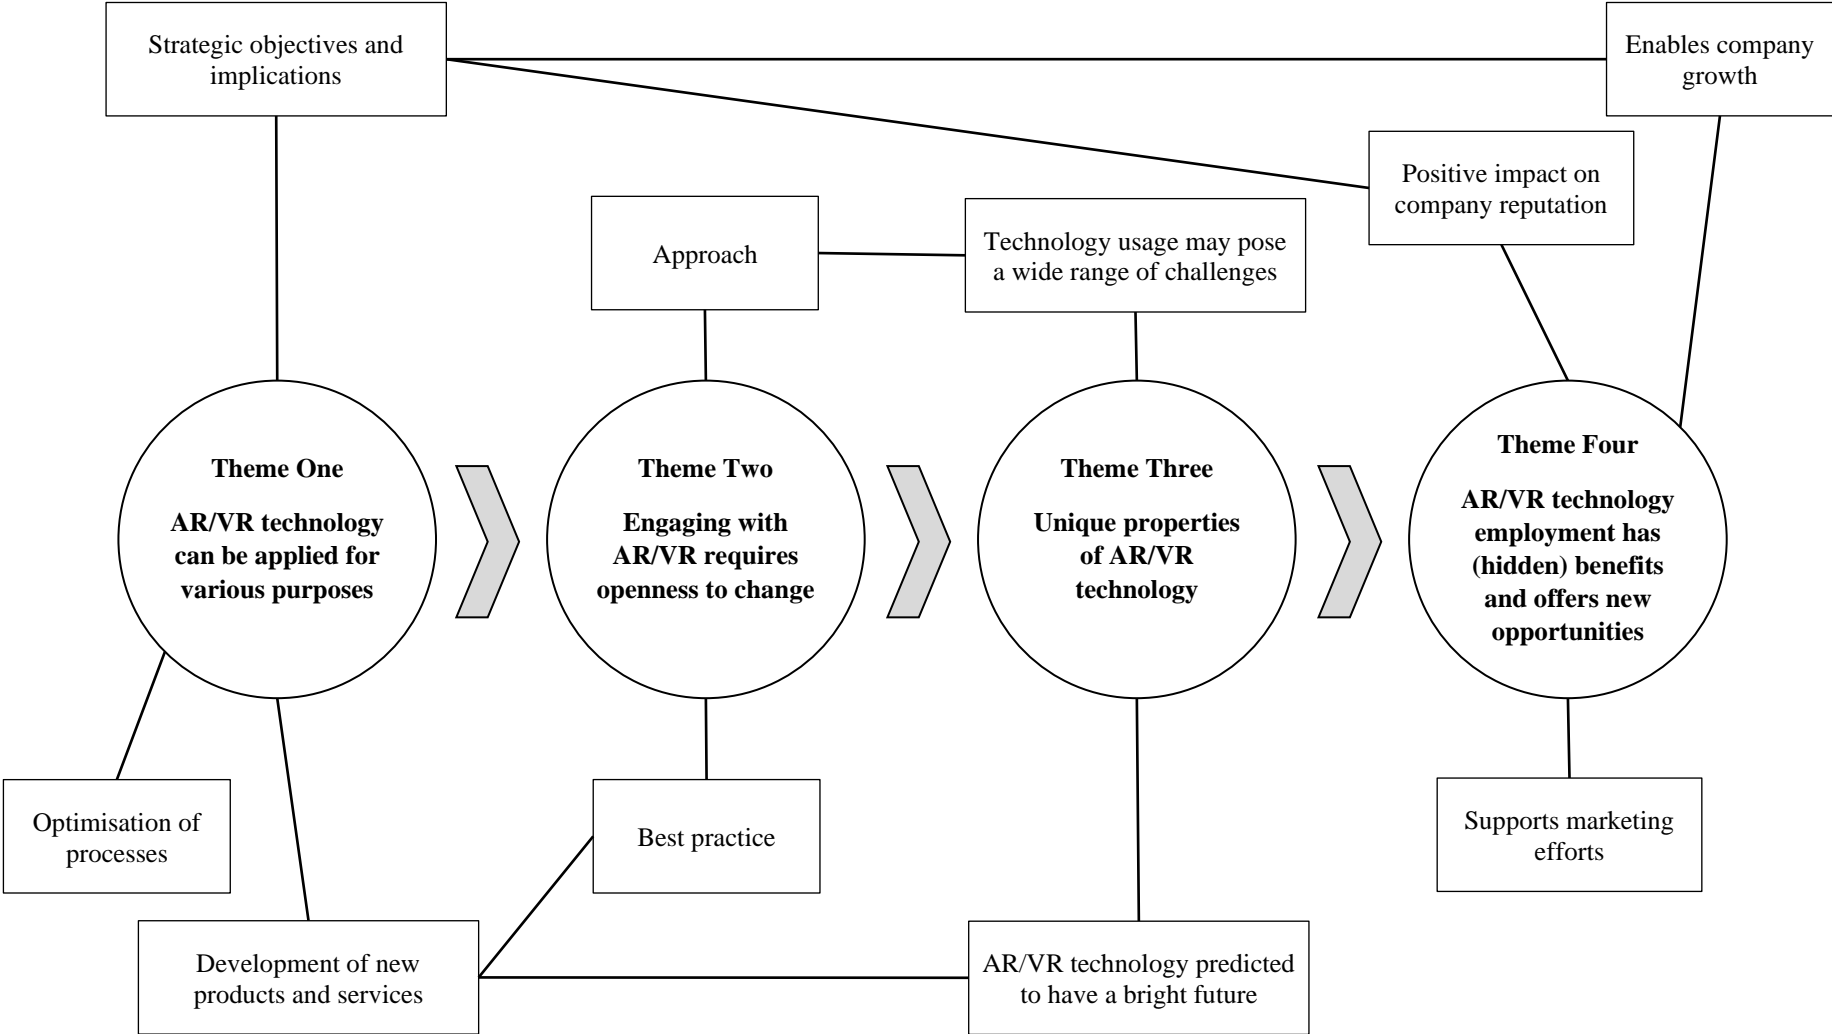 Strategic objectives and
implications
Enables company
growth
Positive impact on
company reputation
Approach
Technology usage may pose
a wide range of challenges
Theme One
AR/VR technology
can be applied for
various purposes
Theme Two
Engaging with
AR/VR requires
openness to change
Theme Three
Unique properties
of AR/VR
technology
Theme Four
AR/VR technology
employment has
(hidden) benefits
and offers new
opportunities
Optimisation of
processes
Best practice
Supports marketing
efforts
Development of new
products and services
AR/VR technology predicted
to have a bright future